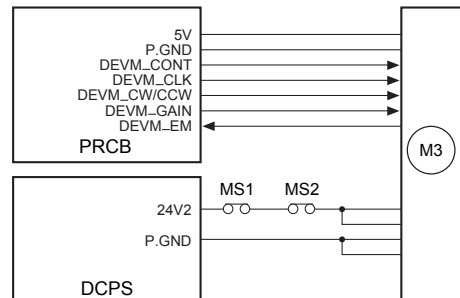 5V
P.GND
DEVM_CONT
DEVM_CLK
DEVM_CW/CCW
DEVM_GAIN
DEVM_EM
PRCB
M3
MS1 MS2
24V2
P.GND
DCPS